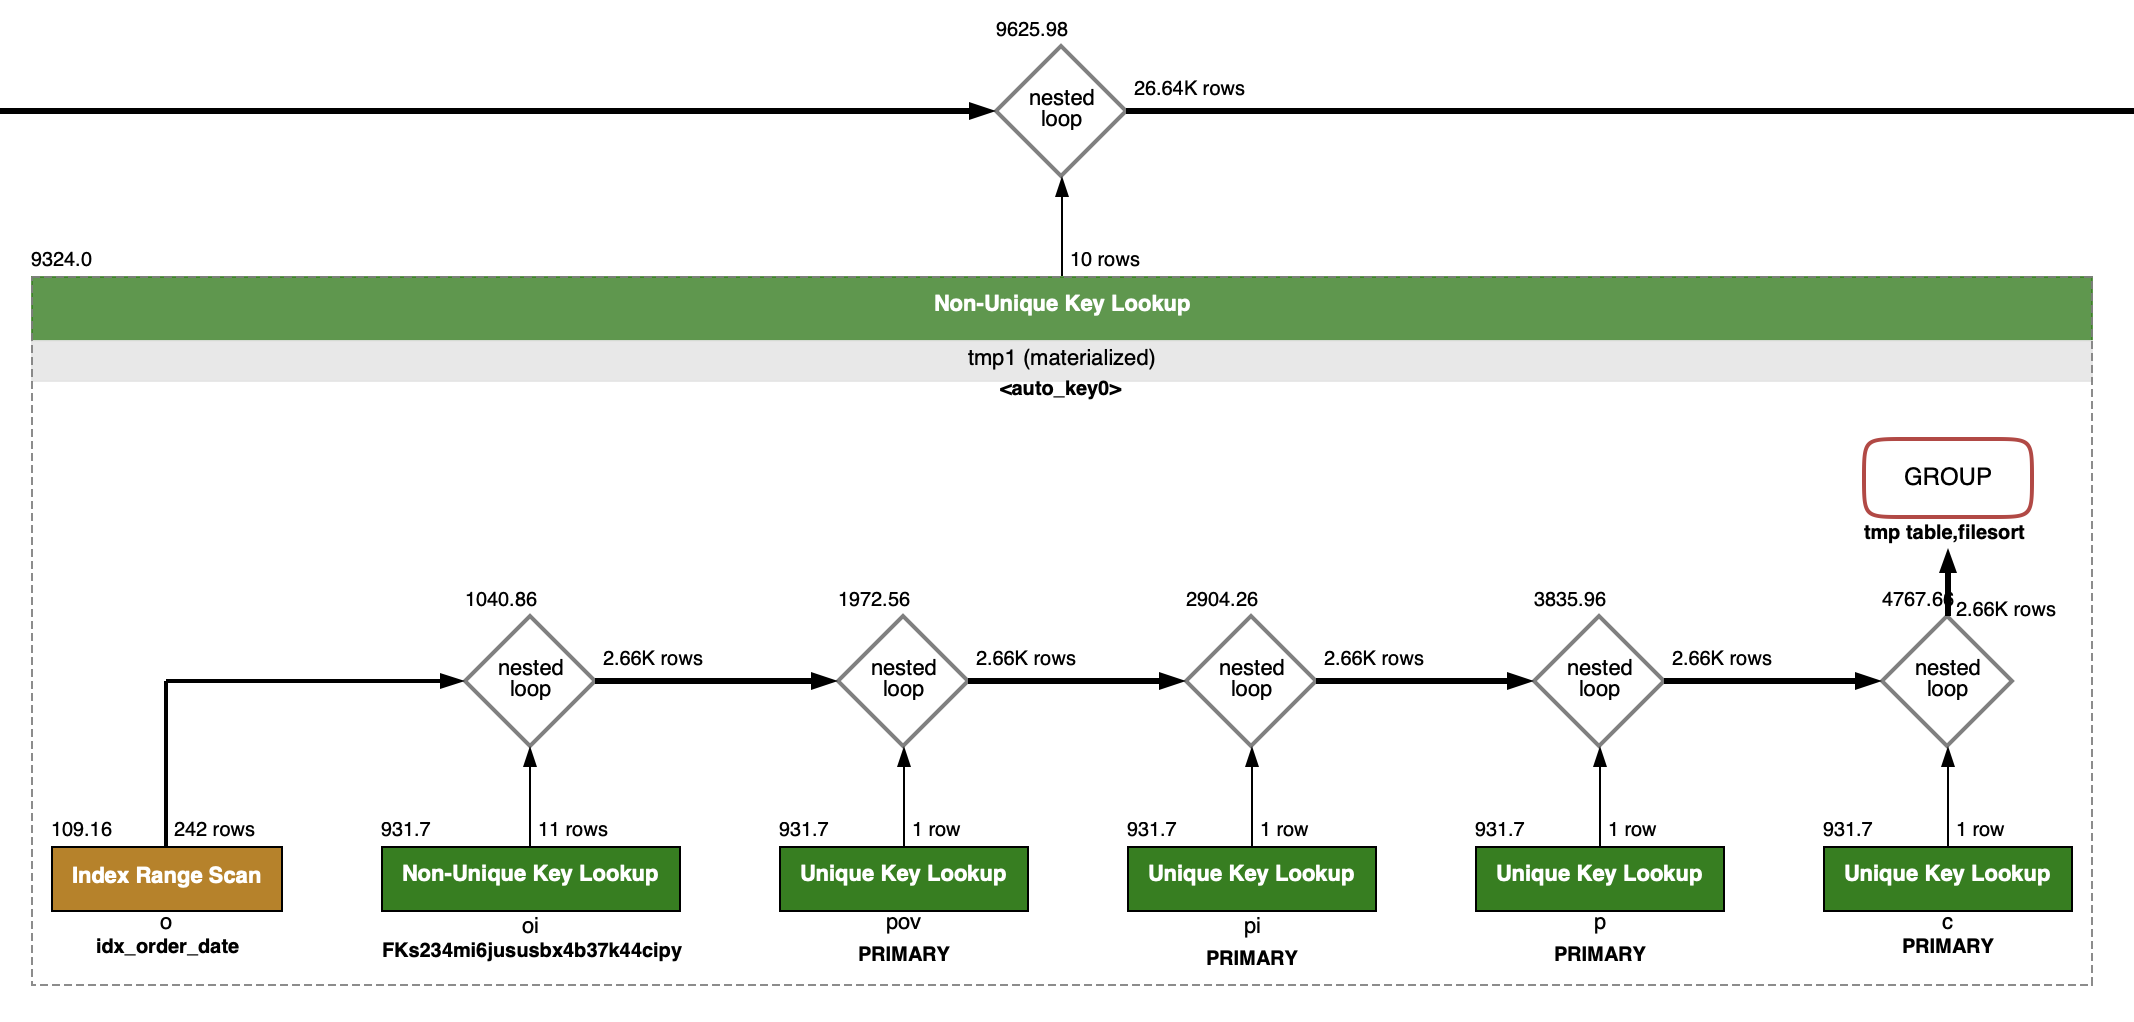 9625.98
nested
loop
26.64K rows
10 rows
9324.0
Non-Unique Key Lookup
tmp1 (materialized)
<auto_key0>
GROUP
tmp table,filesort
1040.86
nested
loop
2.66K rows
1972.56
nested
loop
2.66K rows
2904.26
nested
loop
2.66K rows
3835.96
nested
loop
2.66K rows
4767.66
2.66K rows
nested
loop
109.16
242 rows
Index Range Scan
o
idx_order_date
931.7
11 rows
Non-Unique Key Lookup
oi
FKs234mi6jususbx4b37k44cipy
931.7
1 row
Unique Key Lookup
pov
PRIMARY
931.7
1 row
Unique Key Lookup
pi
PRIMARY
931.7
1 row
Unique Key Lookup
p
PRIMARY
931.7
1 row
Unique Key Lookup
c
PRIMARY